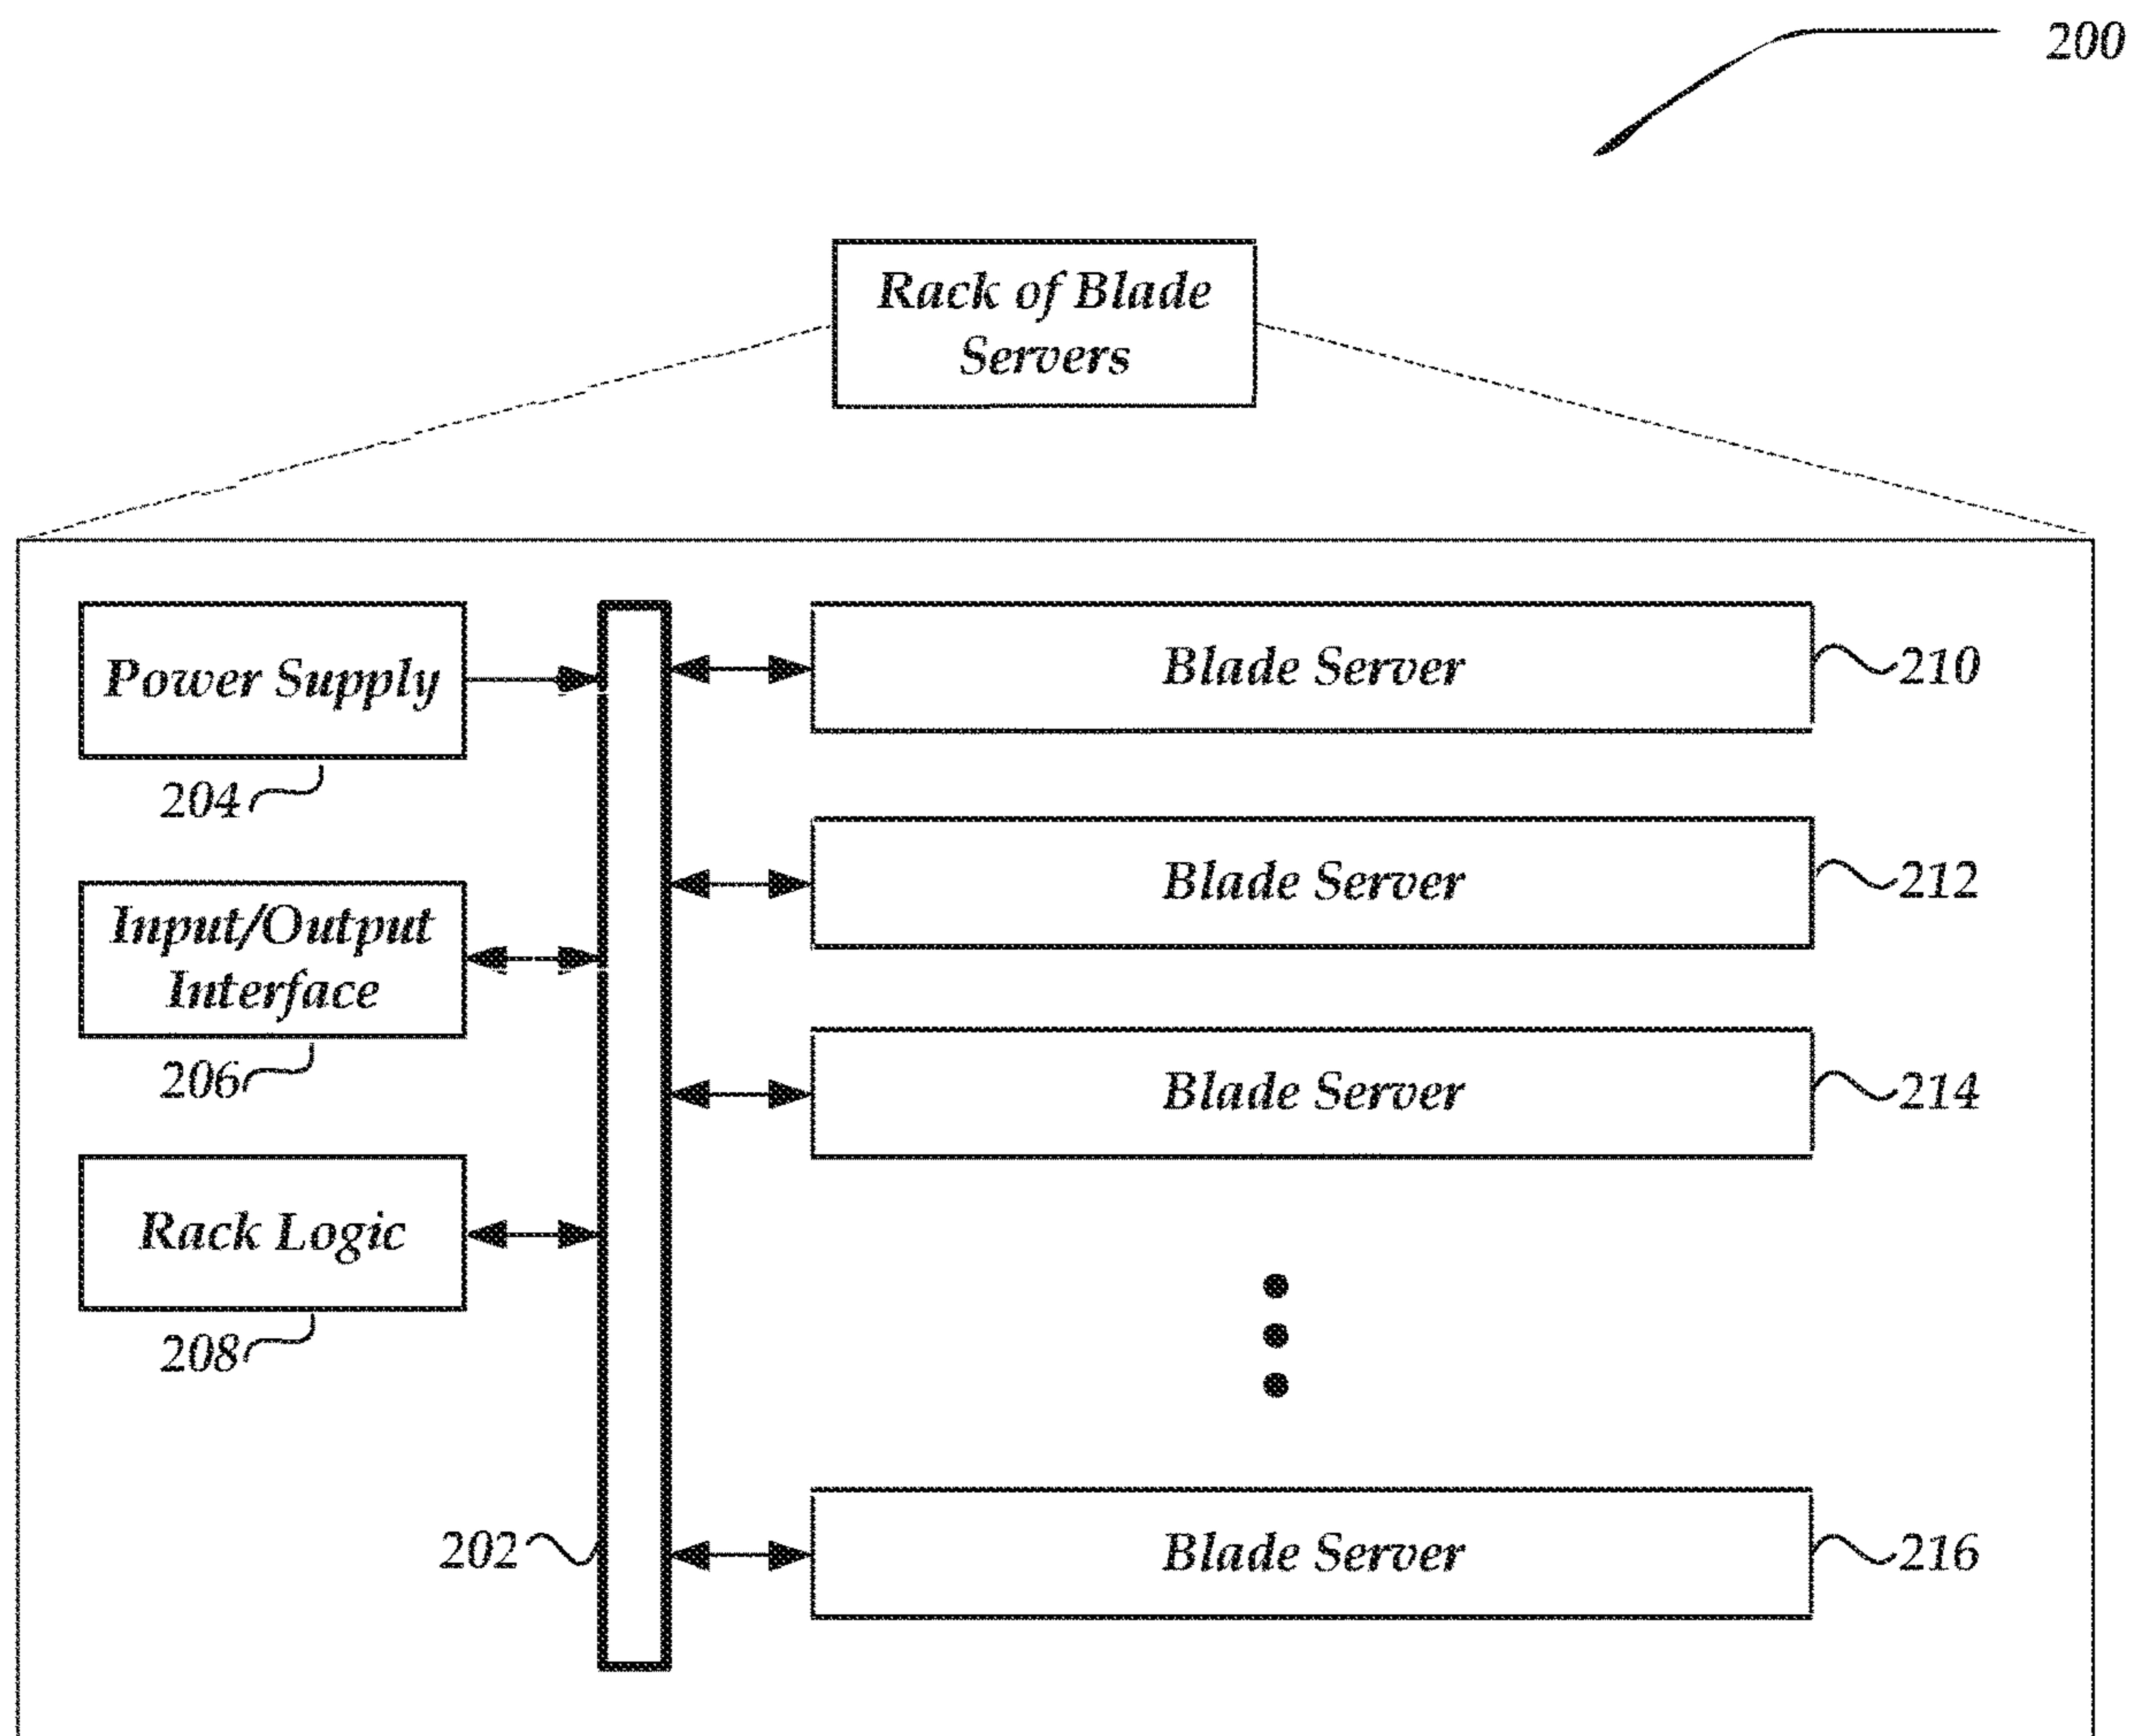 200
Rack of Blade
Servers
Power Supply
204
Input/Output
Interface
206
Rack Logic
208
202
Blade Server
210
Blade Server
212
Blade Server
214
Blade Server
216